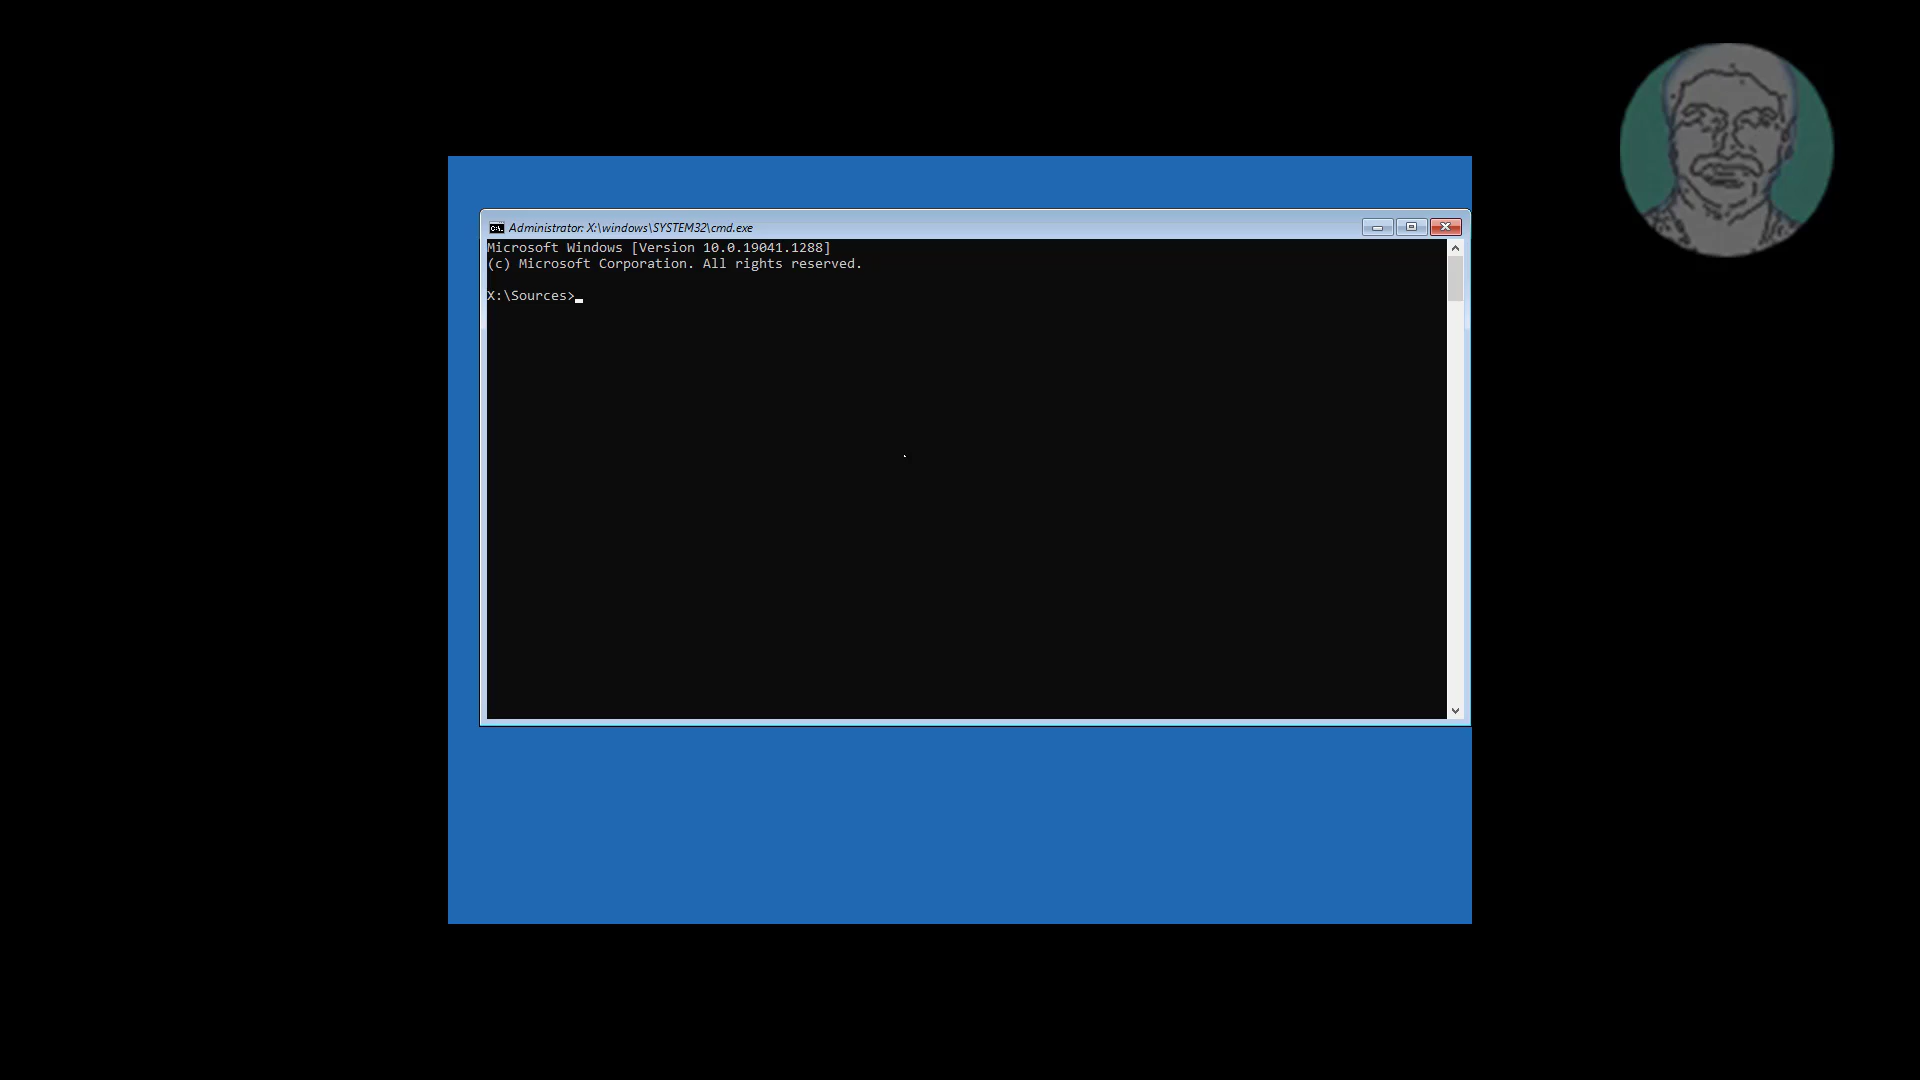 Administrator: X:\windows\SYSTEM32\cmd.exe
Microsoft Windows [Version 10.0.19041.1288]
(c) Microsoft Corporation. All rights reserved.
X:\Sources>